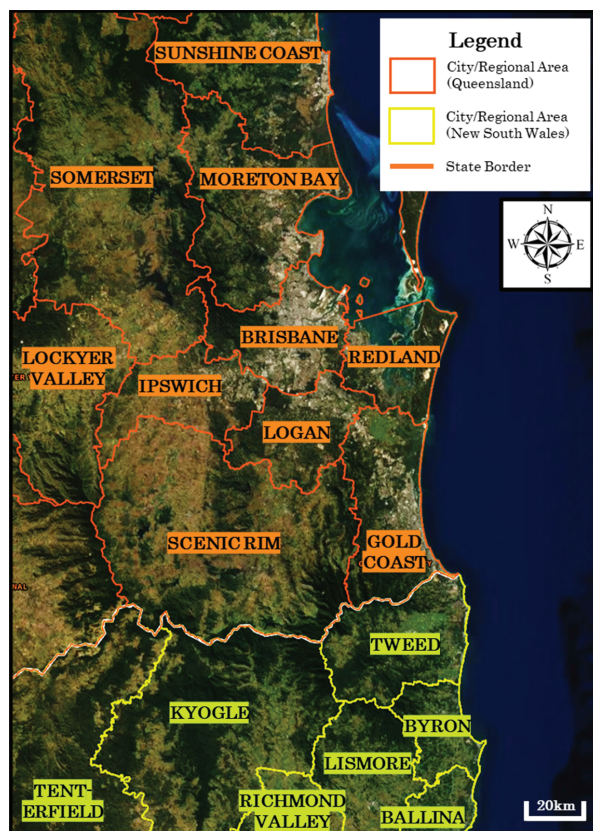 SUNSHINE COAST
Legend
City/Regional Area
(Queensland)
City/Regional Area
(New South Wales)
State Border
SOMERSET
MORETON BAY
N
W
E
S
BRISBANE
REDLAND
LOCKYER
VALLEY
IPSWICH
LOGAN
SCENIC RIM
GOLD
COAST
TWEED
KYOGLE
BYRON
LISMORE
TENT-
ERFIELD
RICHMOND
VALLEY
BALLINA
20km